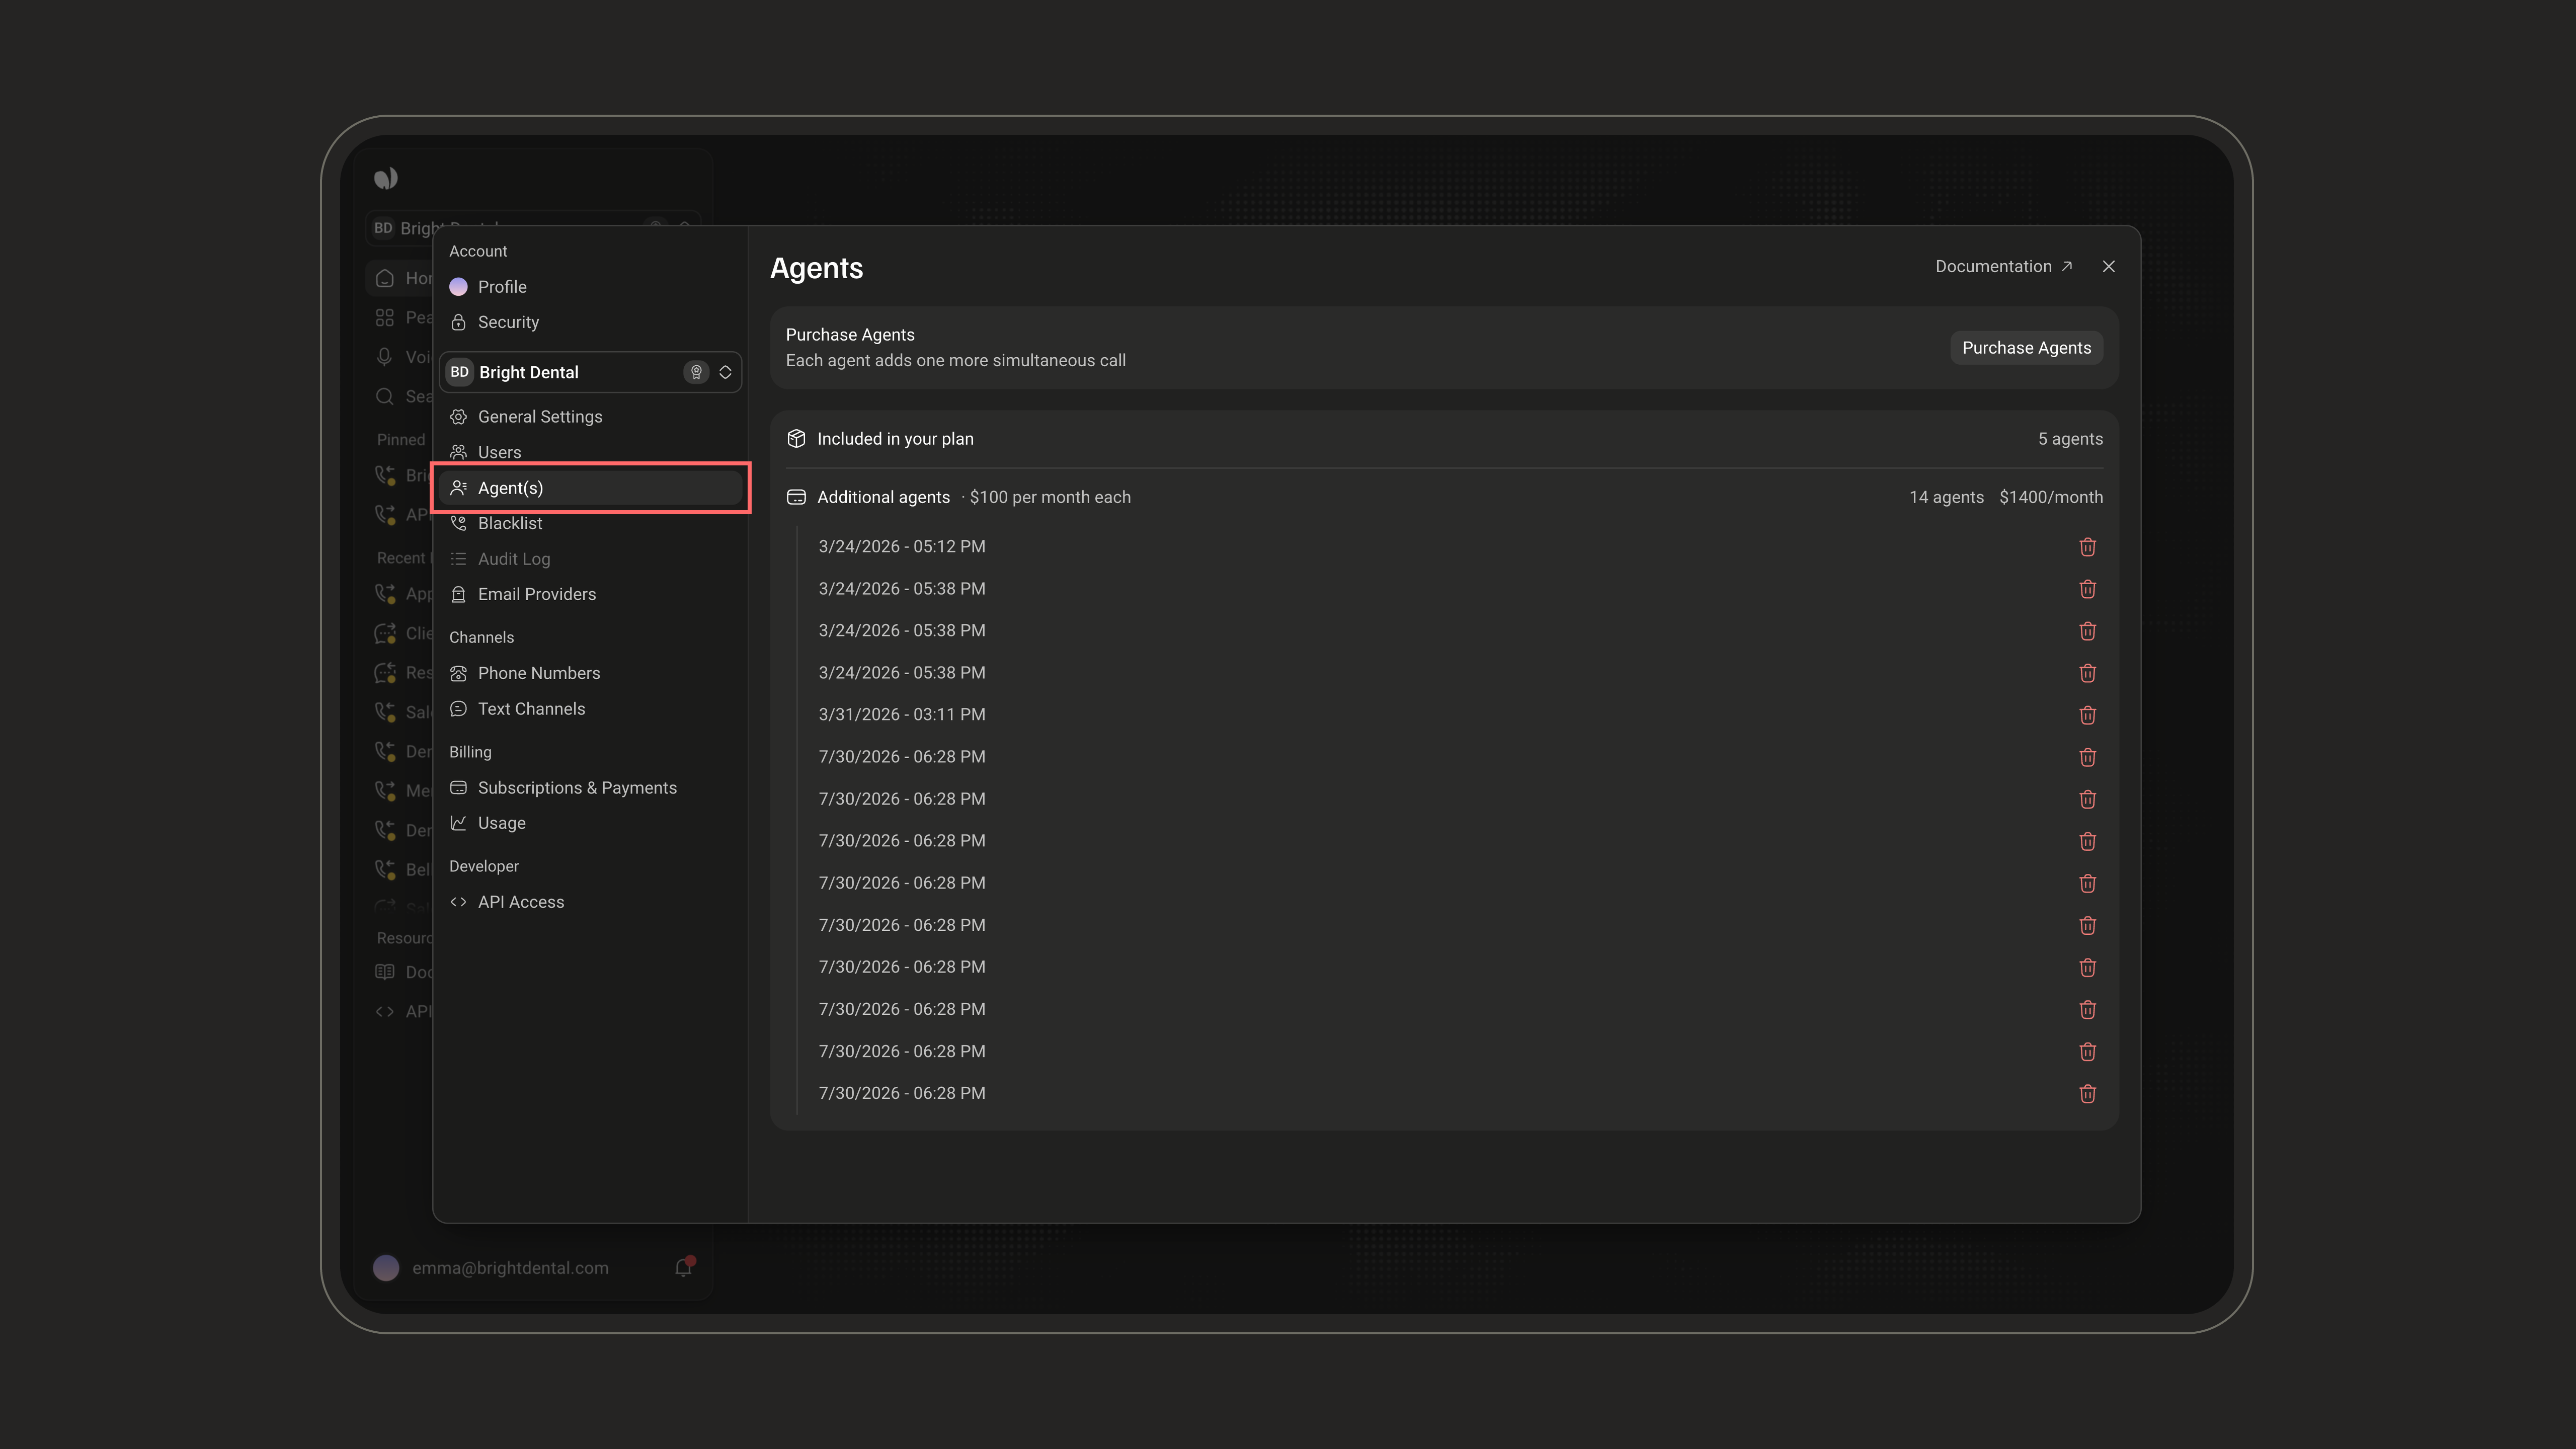 BD
Account
Profile
Security
BD Bright Dental
General Settings
Users
Agent(s)
Blacklist
Audit Log
Email Providers
Channels
Phone Numbers
Text Channels
Billing
Subscriptions & Payments
Usage
Developer
API Access
Pinned
API
Recent
emma@brightdental.com
Agents
Documentation
Purchase Agents
Each agent adds one more simultaneous call
Purchase Agents
Included in your plan 5 agents
Additional agents · $100 per month each 14 agents $1400/month
3/24/2026 - 05:12 PM
3/24/2026 - 05:38 PM
3/24/2026 - 05:38 PM
3/24/2026 - 05:38 PM
3/31/2026 - 03:11 PM
7/30/2026 - 06:28 PM
7/30/2026 - 06:28 PM
7/30/2026 - 06:28 PM
7/30/2026 - 06:28 PM
7/30/2026 - 06:28 PM
7/30/2026 - 06:28 PM
7/30/2026 - 06:28 PM
7/30/2026 - 06:28 PM
7/30/2026 - 06:28 PM